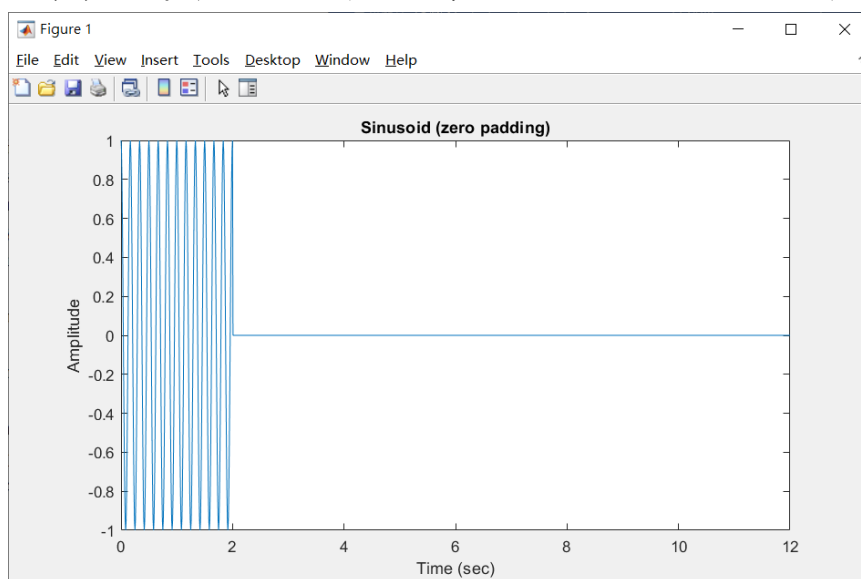 Figure 1
File Edit View Insert Tools Desktop Window Help
Sinusoid (zero padding)
1
0.8
0.6
0.4
0.2
0
-0.2
-0.4
-0.6
-0.8
-1
Amplitude
0 2 4 6 8 10 12
Time (sec)